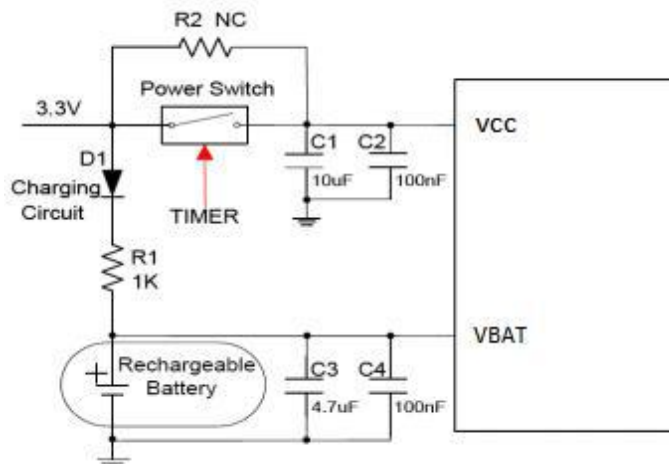 R2 NC
Power Switch
3.3V
VCC
C1
C2
D1
10uF
100nF
Charging
Circuit
TIMER
R1
1K
VBAT
+
Rechargeable
Battery
C3
C4
4.7uF
100nF